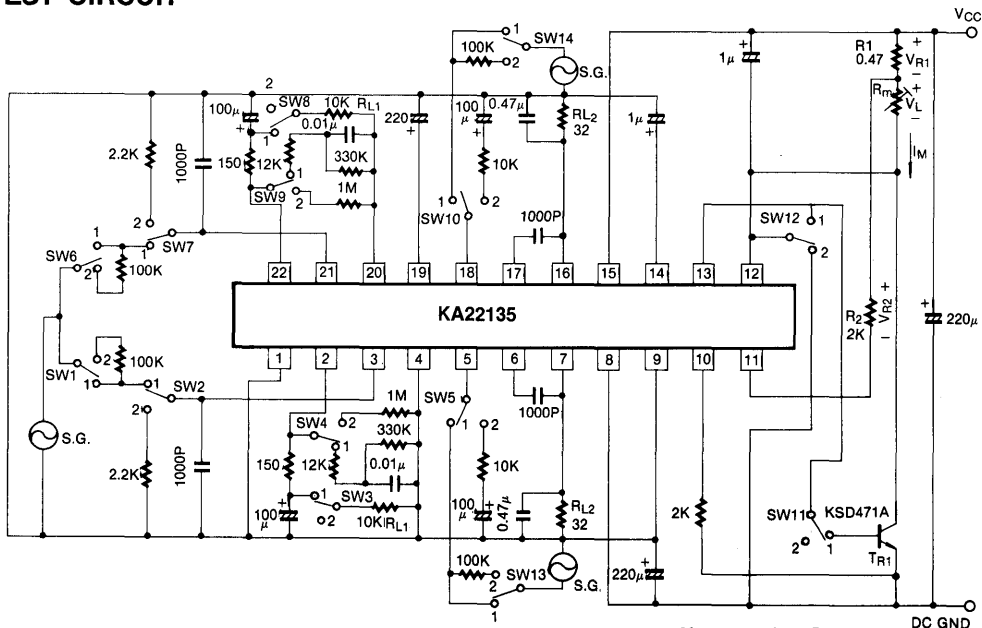 VCC
1
SW14
100K
2
S.G.
1μ
+
R1
0.47
+
VR1
-
Rm
+
VL
-
IM
2
100μ
+
SW8
1
10K
RL1
0.01μ
220
+
100
μ
+
0.47μ
RL2
32
1μ
+
2.2K
1000P
150
12K
330K
1
SW9
2
1M
10K
1
2
SW10
1000P
SW12
1
2
2
SW7
1
SW6
1
2
100K
22
21
20
19
18
17
16
15
14
13
12
KA22135
R2
2K
+
VR2
-
+
220μ
1
2
3
4
5
6
7
8
9
10
11
SW1
2
1
100K
1
SW2
2
S.G.
2.2K
1000P
SW4
2
1
1M
330K
0.01μ
150
12K
1
SW3
2
100
μ
+
10K
RL1
SW5
1
2
10K
100
μ
+
1000P
0.47μ
RL2
32
2K
SW11
2
1
KSD471A
TR1
100K
2
SW13
1
S.G.
220μ
+
DC GND